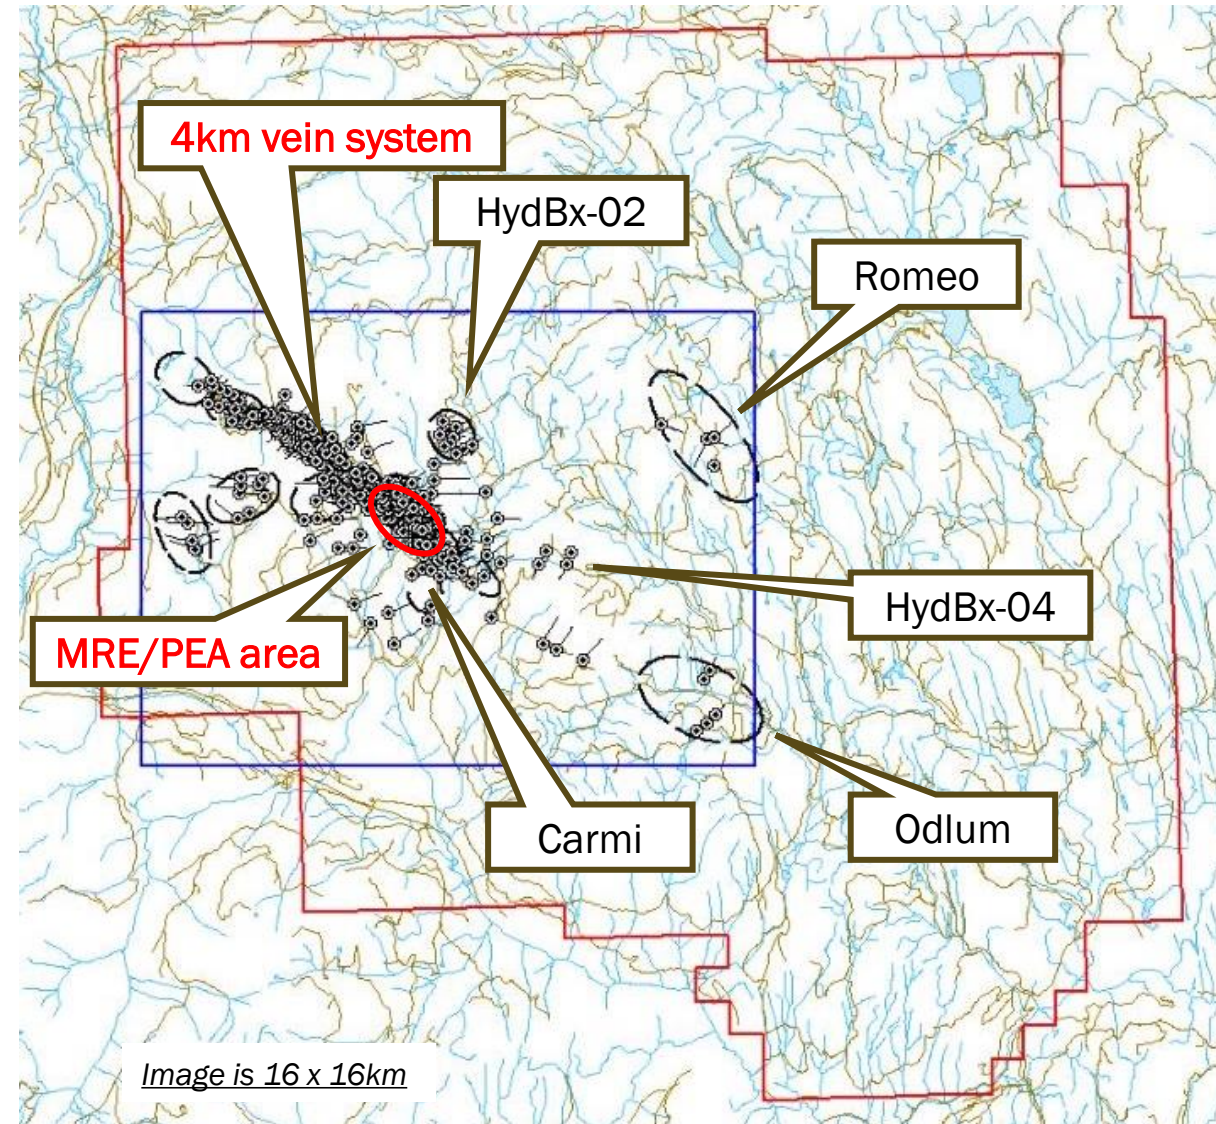 4km vein system
HydBx-02
Romeo
HydBx-04
MRE/PEA area
Carmi
Odlum
Image is 16 x 16km